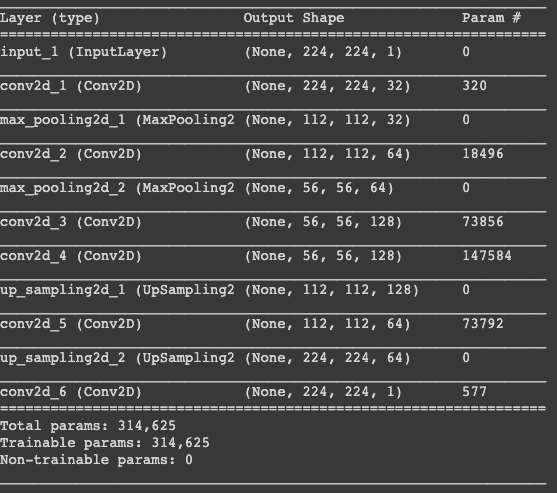 Layer (type) Output Shape Param #
=================================================================
input_1 (InputLayer) (None, 224, 224, 1) 0
conv2d_1 (Conv2D) (None, 224, 224, 32) 320
max_pooling2d_1 (MaxPooling2 (None, 112, 112, 32) 0
conv2d_2 (Conv2D) (None, 112, 112, 64) 18496
max_pooling2d_2 (MaxPooling2 (None, 56, 56, 64) 0
conv2d_3 (Conv2D) (None, 56, 56, 128) 73856
conv2d_4 (Conv2D) (None, 56, 56, 128) 147584
up_sampling2d_1 (UpSampling2 (None, 112, 112, 128) 0
conv2d_5 (Conv2D) (None, 112, 112, 64) 73792
up_sampling2d_2 (UpSampling2 (None, 224, 224, 64) 0
conv2d_6 (Conv2D) (None, 224, 224, 1) 577
=================================================================
Total params: 314,625
Trainable params: 314,625
Non-trainable params: 0